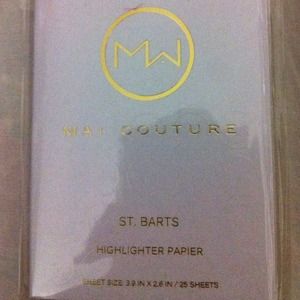 MW
MAI COUTURE
ST. BARTS
HIGHLIGHTER PAPIER
SHEET SIZE: 3.9 IN X 2.6 IN / 25 SHEETS